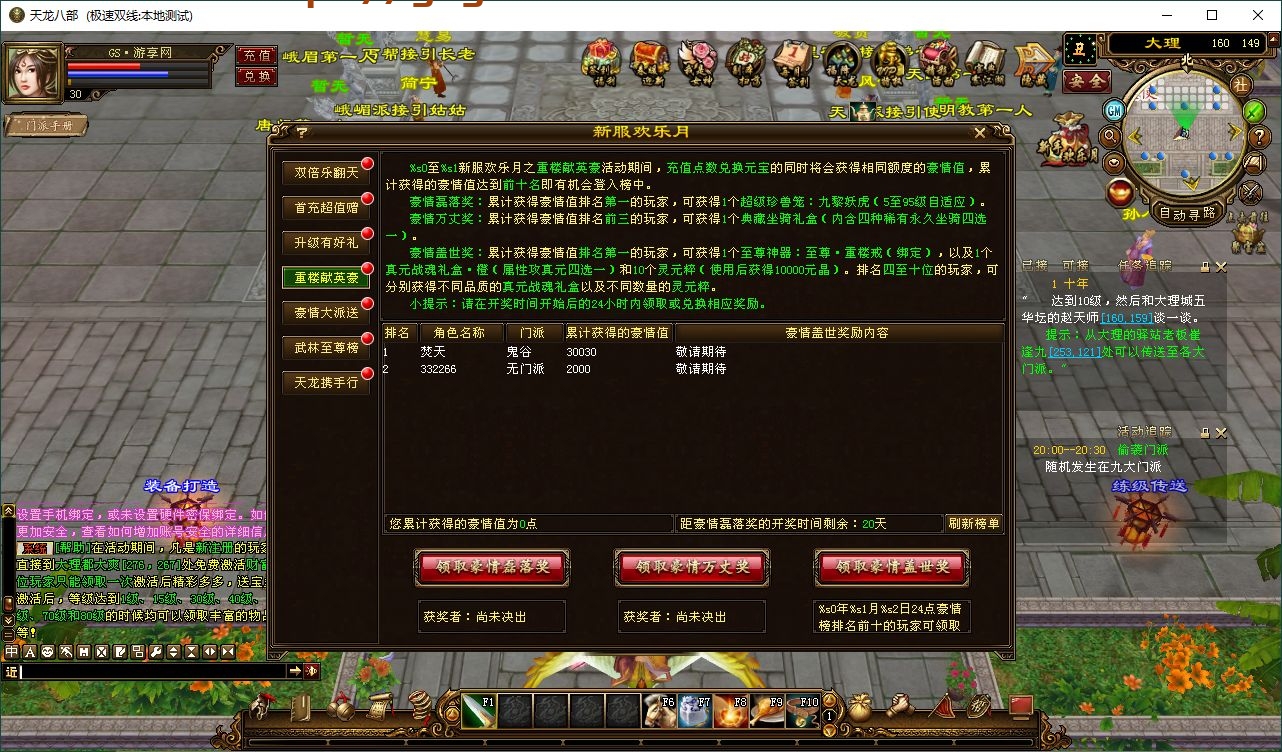 天龙八部 (极速双线:本地测试)
GS·游享网
30
充值
兑换
门派手册
峨眉第一人
丐帮接引长老
慧易
暂无
简宁
峨嵋派接引姑姑
明教第一人
丑
大理 160 149
北
安全
社
GM
自动寻路
新服欢乐月
双倍乐翻天
首充超值赠
升级有好礼
重楼献英豪
豪情大派送
武林至尊榜
天龙携手行
%s0至%s1新服欢乐月之重楼献英豪活动期间，充值点数兑换元宝的同时将会获得相同额度的豪情值，累
计获得的豪情值达到前十名即有机会登入榜中。
豪情磊落奖：累计获得豪情值排名第一的玩家，可获得1个超级珍兽笼：九黎妖虎（5至95级自适应）。
豪情万丈奖：累计获得豪情值排名前三的玩家，可获得1个典藏坐骑礼盒（内含四种稀有永久坐骑四选
一）。
豪情盖世奖：累计获得豪情值排名第一的玩家，可获得1个至尊神器：至尊·重楼戒（绑定），以及1个
真元战魂礼盒·橙（属性攻真元四选一）和10个灵元粹（使用后获得10000元晶）。排名四至十位的玩家，可
分别获得不同品质的真元战魂礼盒以及不同数量的灵元粹。
小提示：请在开奖时间开始后的24小时内领取或兑换相应奖励。
排名 角色名称 门派 累计获得的豪情值 豪情盖世奖励内容
1 焚天 鬼谷 30030 敬请期待
2 332266 无门派 2000 敬请期待
您累计获得的豪情值为0点
距豪情磊落奖的开奖时间剩余：20天
刷新榜单
领取豪情磊落奖
领取豪情万丈奖
领取豪情盖世奖
获奖者：尚未决出
获奖者：尚未决出
%s0年%s1月%s2日24点豪情
榜排名前十的玩家可领取
已接 可接 任务追踪
1 十年
“ 达到10级，然后和大理城五
华坛的赵天师[160,159]谈一谈。
提示：从大理的驿站老板崔
逢九[253,121]处可以传送至各大
门派。”
活动追踪
20:00--20:30 偷袭门派
随机发生在九大门派
练级传送
装备打造
设置手机绑定，或未设置硬件密保绑定。如
更加安全，查看如何增加账号安全的详细信
系统 [帮助]在活动期间，凡是新注册的玩家
直接到大理都大爽[276, 267]处免费激活财富
位玩家只能领取一次激活后精彩多多，送宝
激活后，等级达到1级、15级、30级、40级、
级、70级和80级的时候均可以领取丰富的物品
等！
近
F1 F6 F7 F8 F9 F10
1